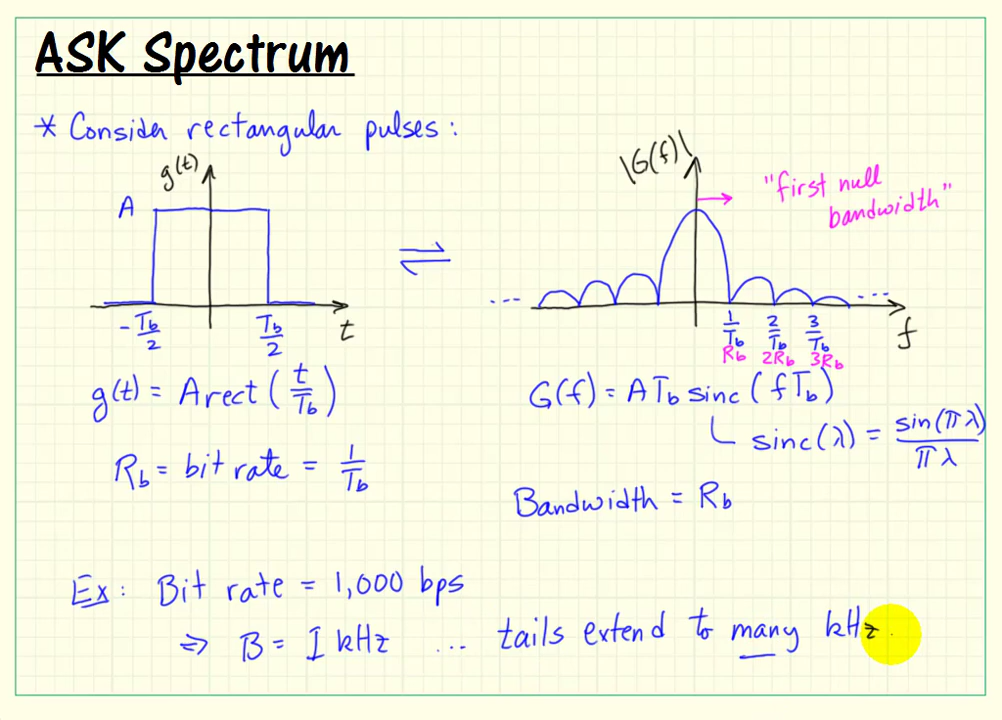 ASK Spectrum
* Consider rectangular pulses:
g(t)
A
-Tb/2
Tb/2
t
⇌
|G(f)|
"first null
bandwidth"
...
...
1/Tb 2/Tb 3/Tb
Rb 2Rb 3Rb
f
g(t) = A rect(t/Tb)
G(f) = A Tb sinc(f Tb)
sinc(λ) = sin(πλ)/πλ
Rb = bit rate = 1/Tb
Bandwidth = Rb
Ex: Bit rate = 1,000 bps
⇒ B = 1 kHz ... tails extend to many kHz.